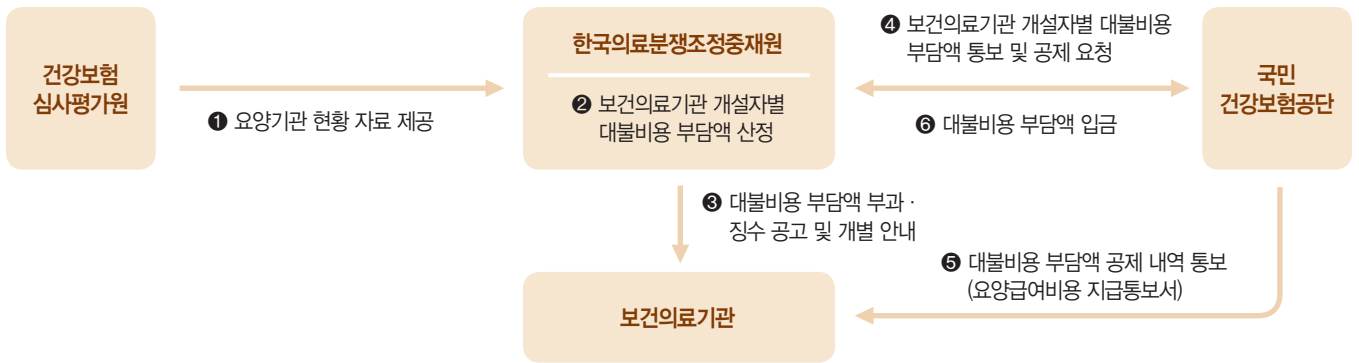 건강보험
심사평가원
❶ 요양기관 현황 자료 제공
한국의료분쟁조정중재원
❷ 보건의료기관 개설자별
대불비용 부담액 산정
❹ 보건의료기관 개설자별 대불비용
부담액 통보 및 공제 요청
❻ 대불비용 부담액 입금
국민
건강보험공단
❸ 대불비용 부담액 부과 ·
징수 공고 및 개별 안내
❺ 대불비용 부담액 공제 내역 통보
(요양급여비용 지급통보서)
보건의료기관